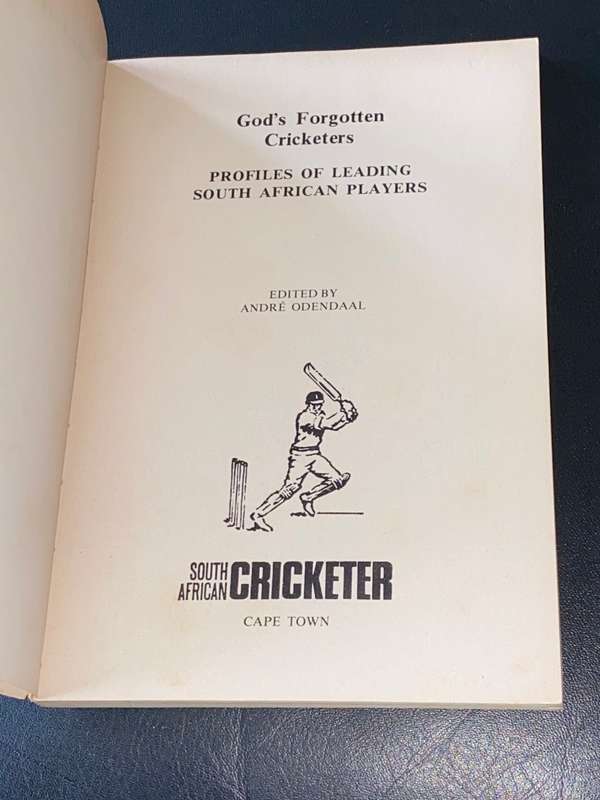 God's Forgotten
Cricketers
PROFILES OF LEADING
SOUTH AFRICAN PLAYERS
EDITED BY
ANDRÉ ODENDAAL
SOUTH
AFRICAN CRICKETER
CAPE TOWN